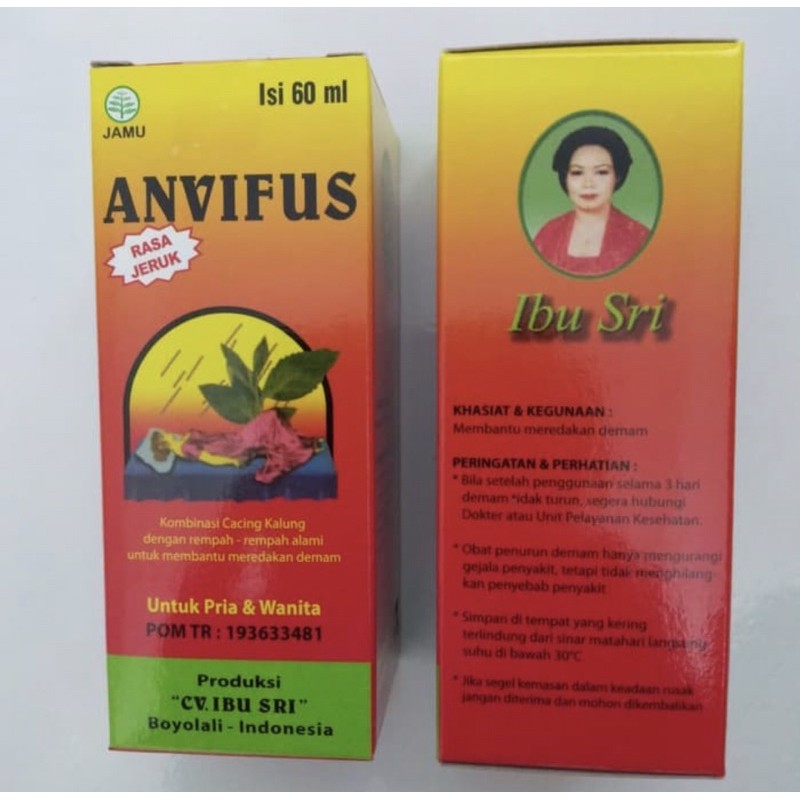 JAMU
Isi 60 ml
ANVIFUS
RASA
JERUK
Kombinasi Cacing Kalung
dengan rempah - rempah alami
untuk membantu meredakan demam
Untuk Pria & Wanita
POM TR : 193633481
Produksi
"CV. IBU SRI"
Boyolali - Indonesia
Ibu Sri
KHASIAT & KEGUNAAN :
Membantu meredakan demam
PERINGATAN & PERHATIAN :
* Bila setelah penggunaan selama 3 hari
demam tidak turun, segera hubungi
Dokter atau Unit Pelayanan Kesehatan.
* Obat penurun demam hanya mengurangi
gejala penyakit, tetapi tidak menghilang-
kan penyebab penyakit
* Simpan di tempat yang kering
terlindung dari sinar matahari langsung,
suhu di bawah 30°C
* Jika segel kemasan dalam keadaan rusak
jangan diterima dan mohon dikembalikan